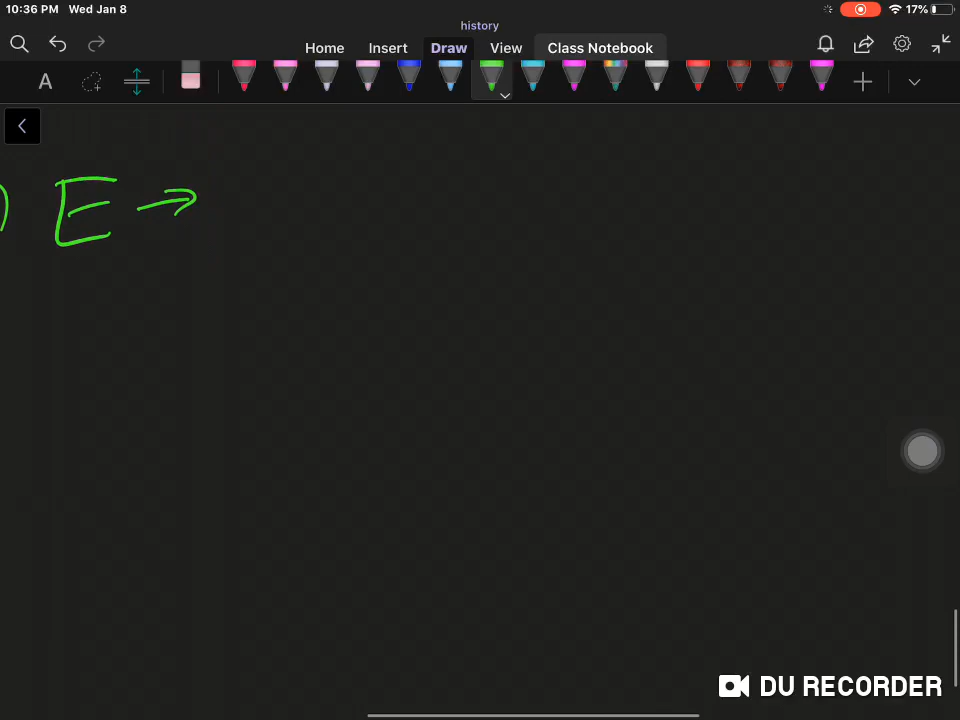 10:36 PM Wed Jan 8
17%
history
Home Insert Draw View Class Notebook
A
) E →
DU RECORDER